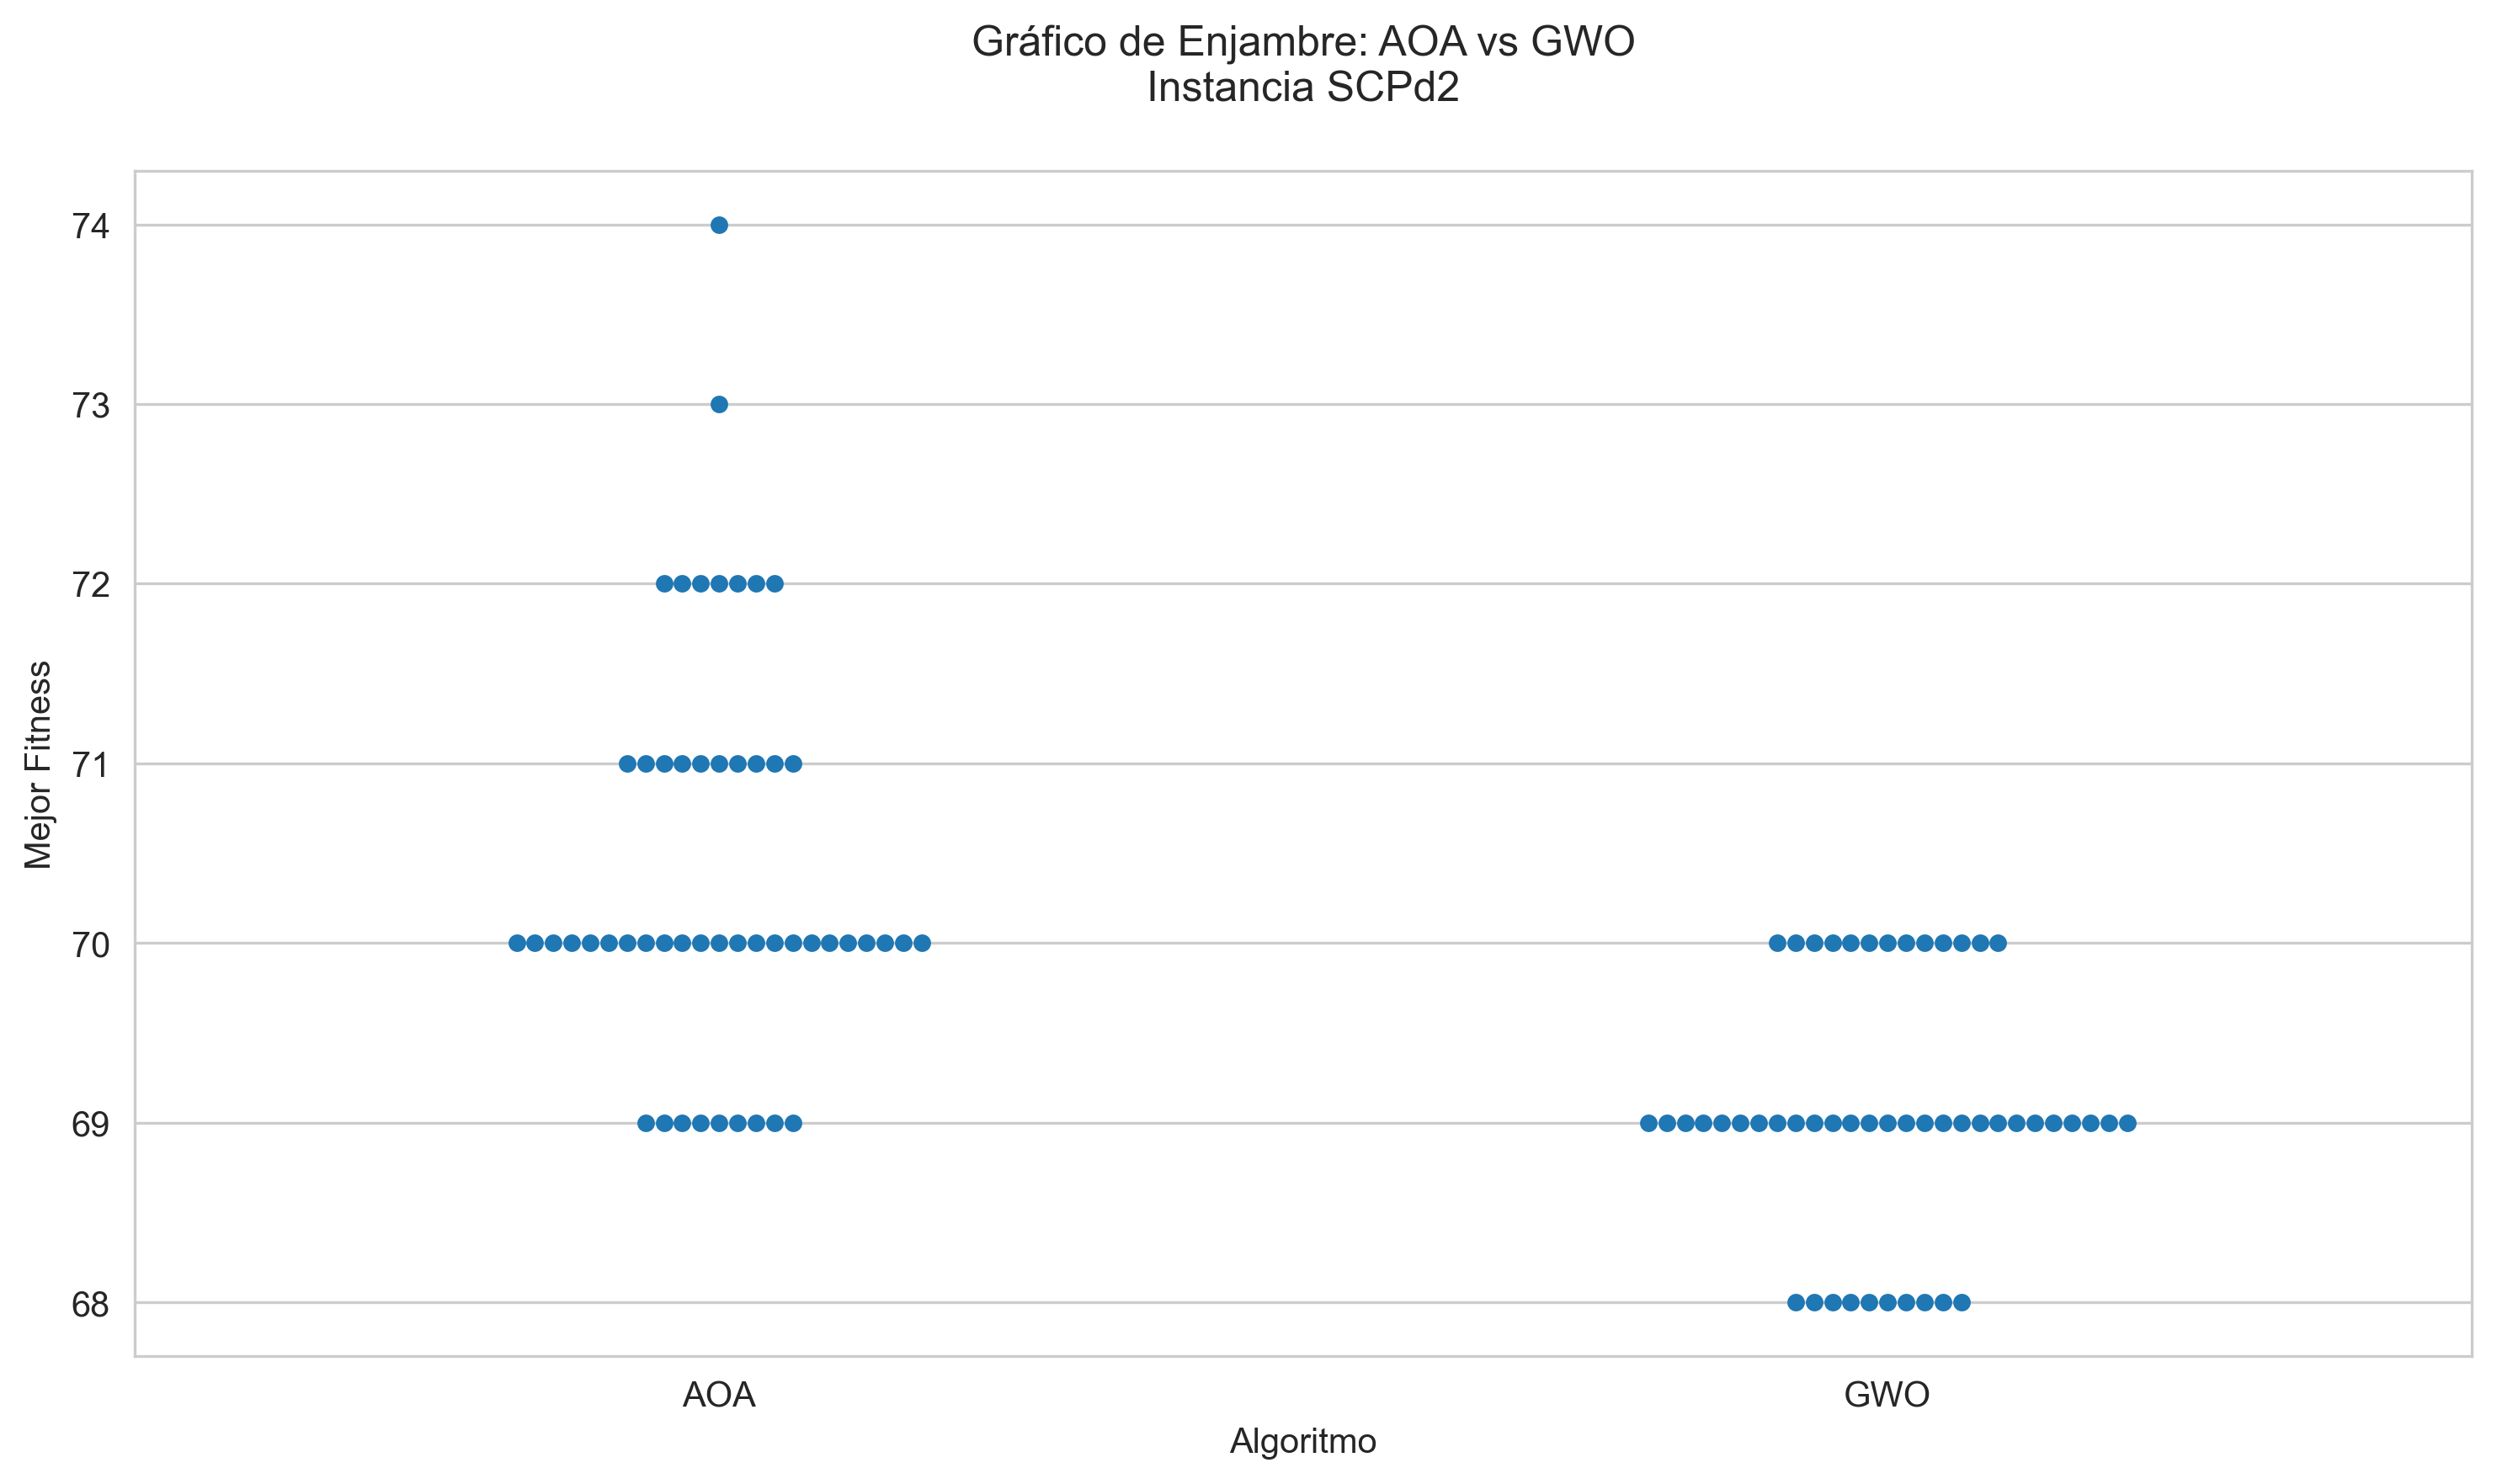 Gráfico de Enjambre: AOA vs GWO
Instancia SCPd2
Mejor Fitness
74
73
72
71
70
69
68
AOA
GWO
Algoritmo